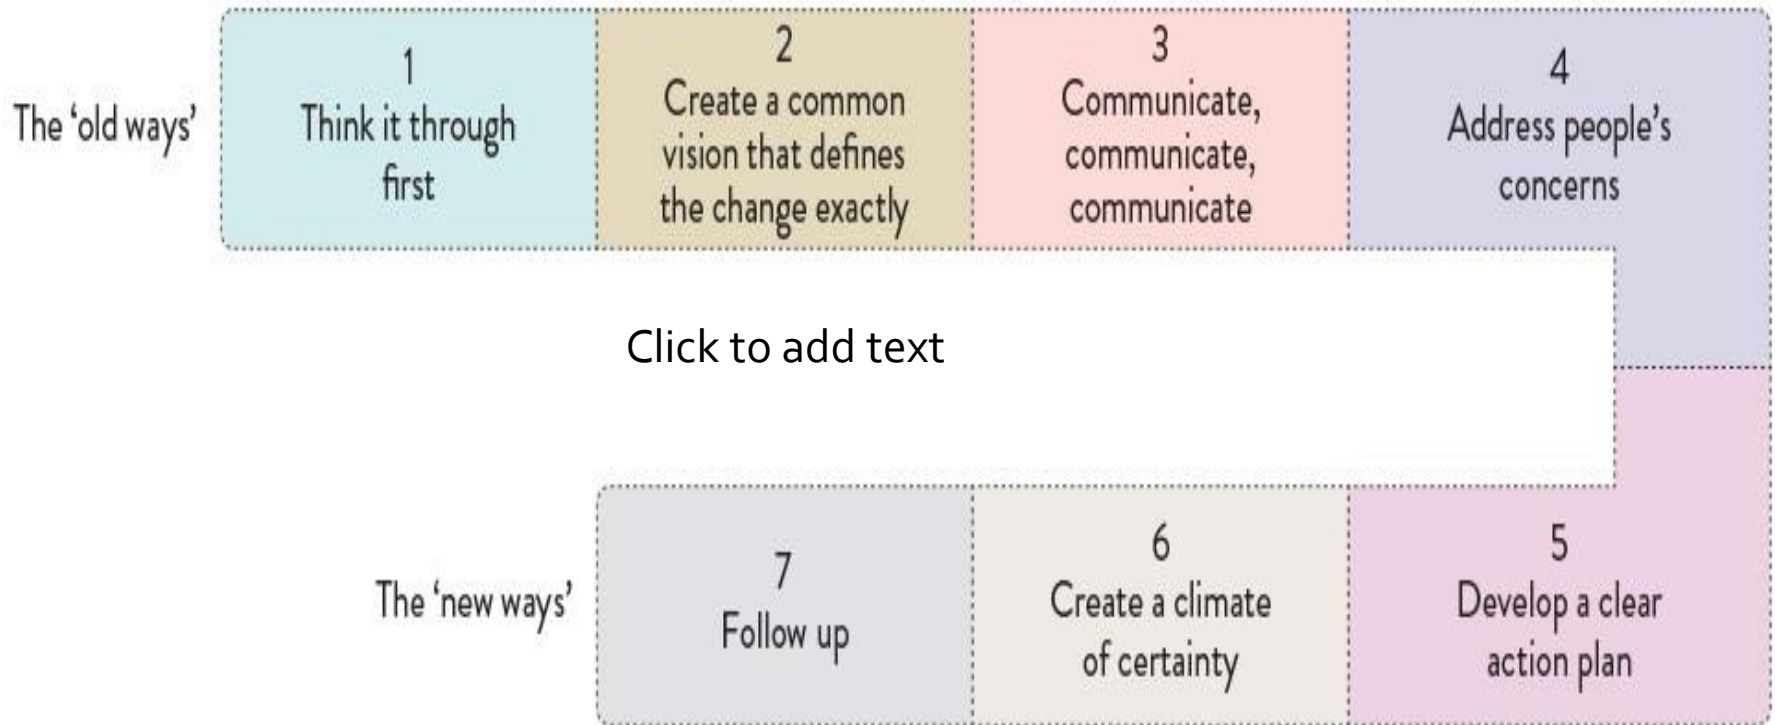 The ‘old ways’
1
Think it through
first
2
Create a common
vision that defines
the change exactly
3
Communicate,
communicate,
communicate
4
Address people’s
concerns
Click to add text
The ‘new ways’
7
Follow up
6
Create a climate
of certainty
5
Develop a clear
action plan